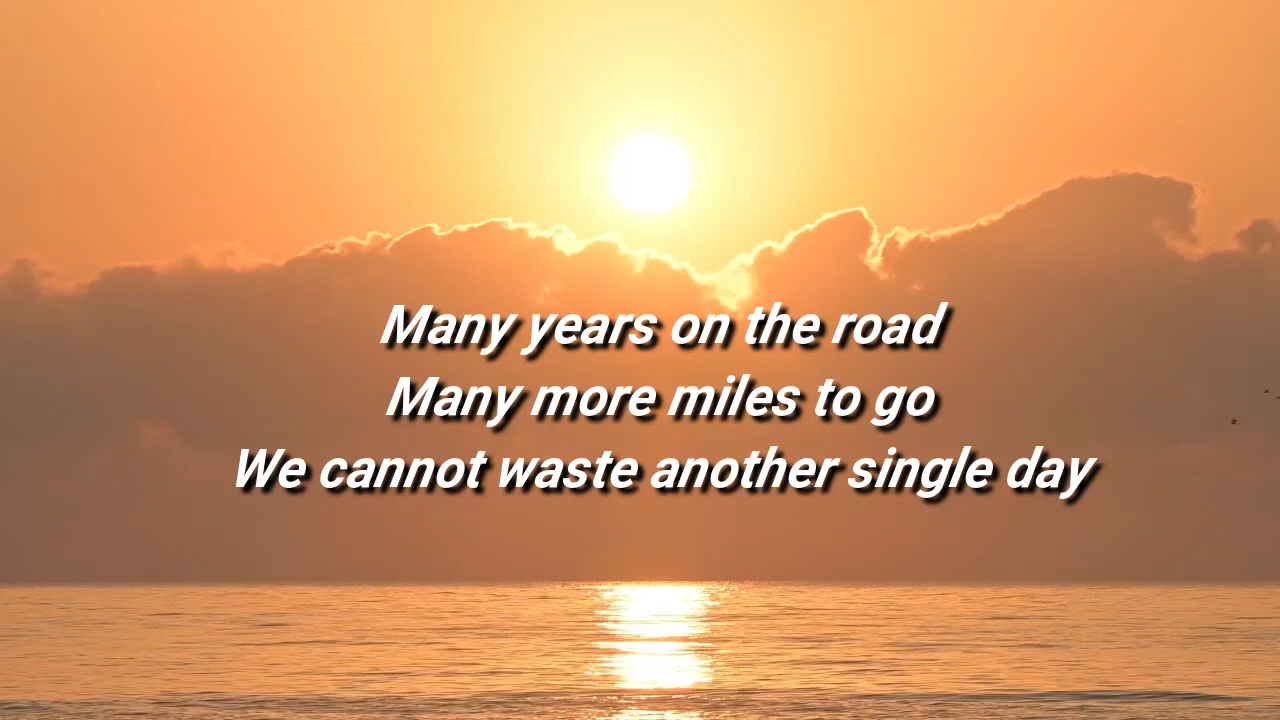 Many years on the road
Many more miles to go
We cannot waste another single day